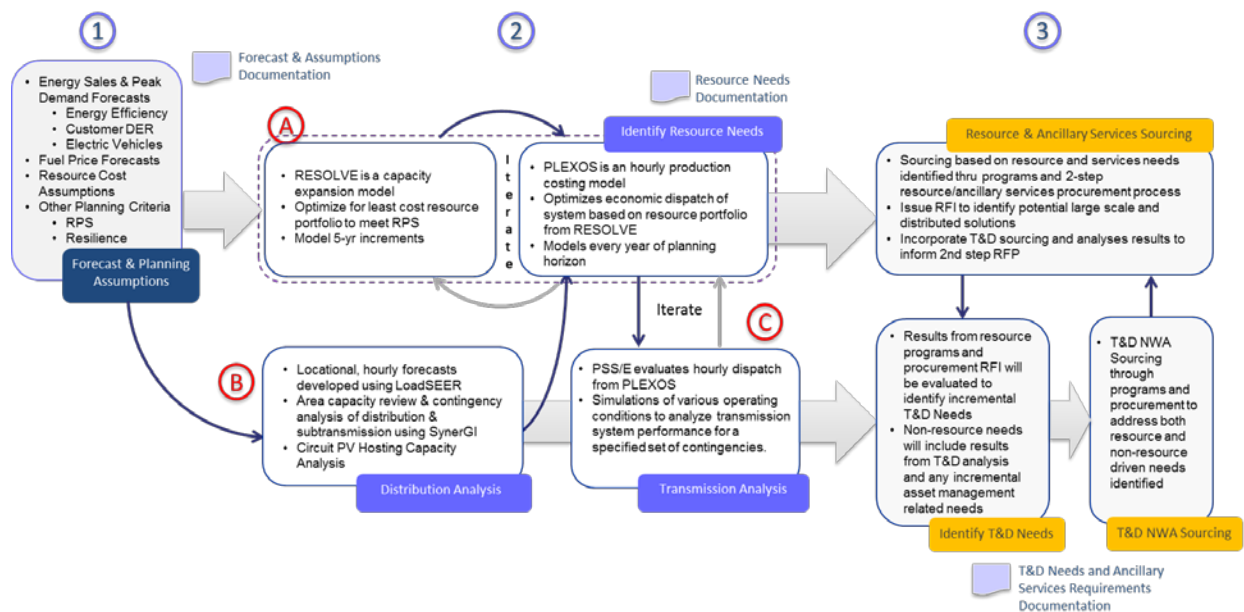 1
2
3
Forecast & Assumptions
Documentation
Resource Needs
Documentation
• Energy Sales & Peak
Demand Forecasts
• Energy Efficiency
• Customer DER
• Electric Vehicles
• Fuel Price Forecasts
• Resource Cost
Assumptions
• Other Planning Criteria
• RPS
• Resilience
Forecast & Planning
Assumptions
A
• RESOLVE is a capacity
expansion model
• Optimize for least cost resource
portfolio to meet RPS
• Model 5-yr increments
Iterate
Identify Resource Needs
• PLEXOS is an hourly production
costing model
• Optimizes economic dispatch of
system based on resource portfolio
from RESOLVE
• Models every year of planning
horizon
Resource & Ancillary Services Sourcing
• Sourcing based on resource and services needs
identified thru programs and 2-step
resource/ancillary services procurement process
• Issue RFI to identify potential large scale and
distributed solutions
• Incorporate T&D sourcing and analyses results to
inform 2nd step RFP
Iterate
B
• Locational, hourly forecasts
developed using LoadSEER
• Area capacity review & contingency
analysis of distribution &
subtransmission using SynerGI
• Circuit PV Hosting Capacity
Analysis
Distribution Analysis
C
• PSS/E evaluates hourly dispatch
from PLEXOS
• Simulations of various operating
conditions to analyze transmission
system performance for a
specified set of contingencies.
Transmission Analysis
• Results from resource
programs and
procurement RFI will
be evaluated to
identify incremental
T&D Needs
• Non-resource needs
will include results
from T&D analysis
and any incremental
asset management
related needs
Identify T&D Needs
• T&D NWA
Sourcing
through
programs and
procurement to
address both
resource and
non-resource
driven needs
identified
T&D NWA Sourcing
T&D Needs and Ancillary
Services Requirements
Documentation